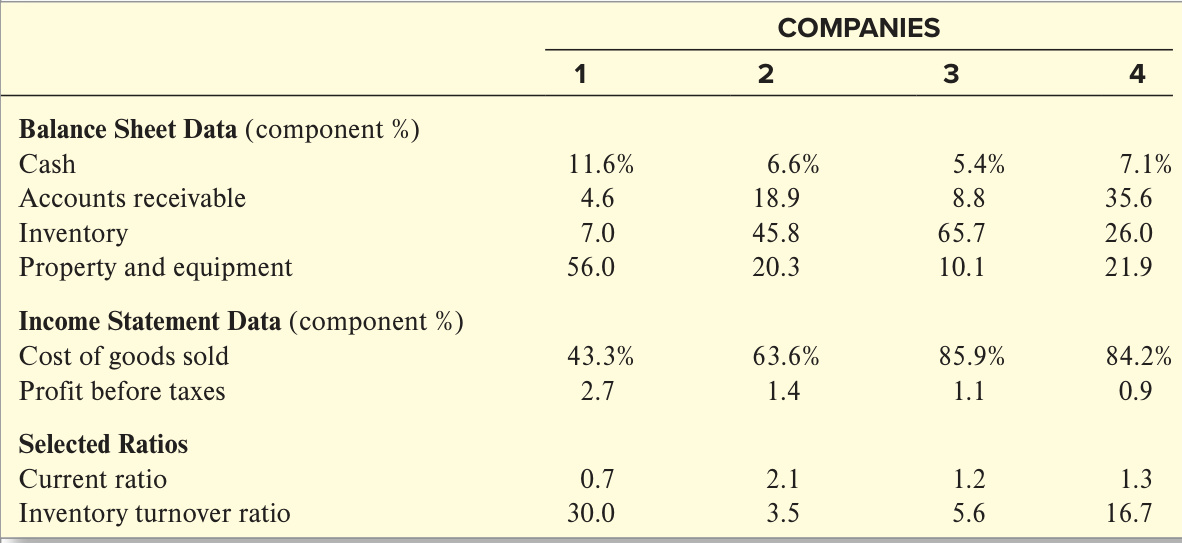 COMPANIES
1 2 3 4
Balance Sheet Data (component %)
Cash 11.6% 6.6% 5.4% 7.1%
Accounts receivable 4.6 18.9 8.8 35.6
Inventory 7.0 45.8 65.7 26.0
Property and equipment 56.0 20.3 10.1 21.9
Income Statement Data (component %)
Cost of goods sold 43.3% 63.6% 85.9% 84.2%
Profit before taxes 2.7 1.4 1.1 0.9
Selected Ratios
Current ratio 0.7 2.1 1.2 1.3
Inventory turnover ratio 30.0 3.5 5.6 16.7